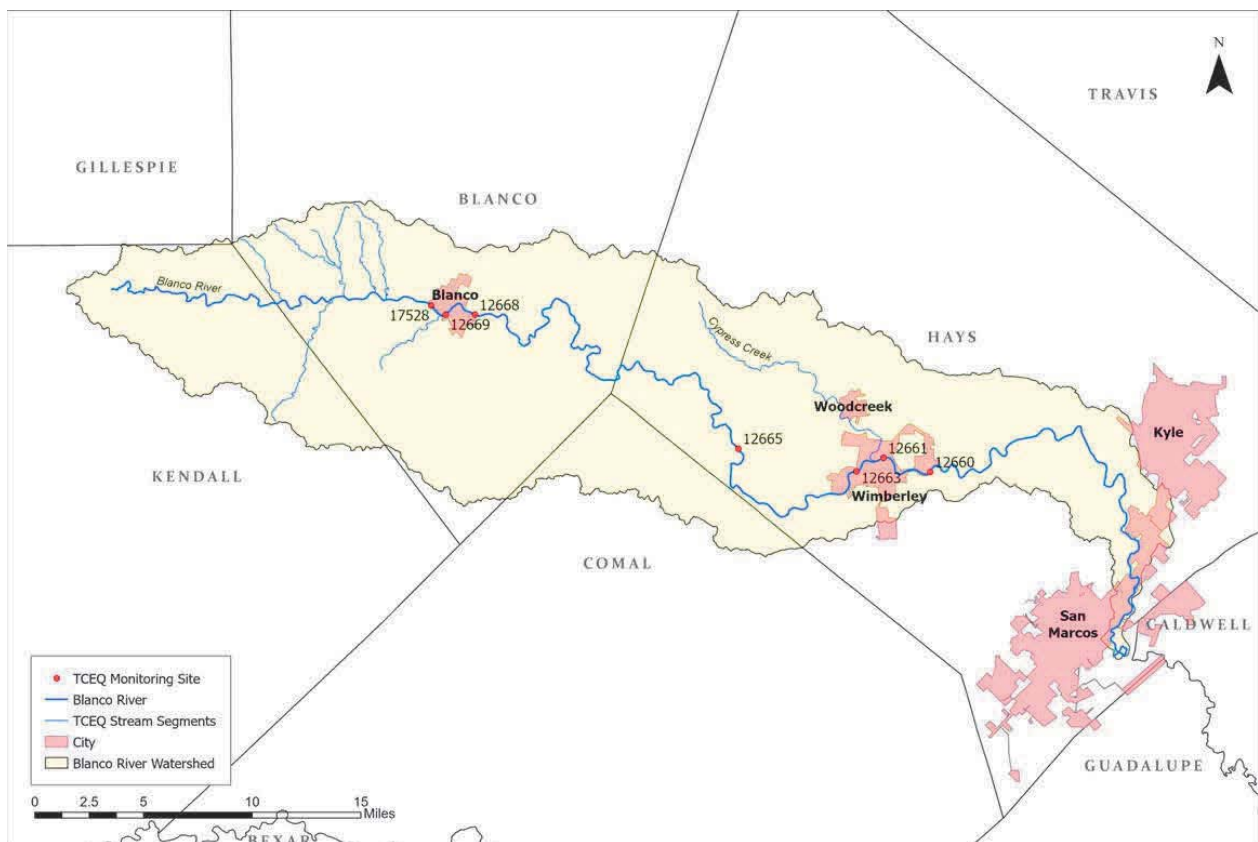 N
TRAVIS
GILLESPIE
BLANCO
Blanco River
Blanco
12668
17528
12669
Cypress Creek
HAYS
Woodcreek
Kyle
12665
12661
12660
12663
Wimberley
KENDALL
COMAL
San
Marcos
CALDWELL
GUADALUPE
TCEQ Monitoring Site
Blanco River
TCEQ Stream Segments
City
Blanco River Watershed
0 2.5 5 10 15
Miles
BEXAR